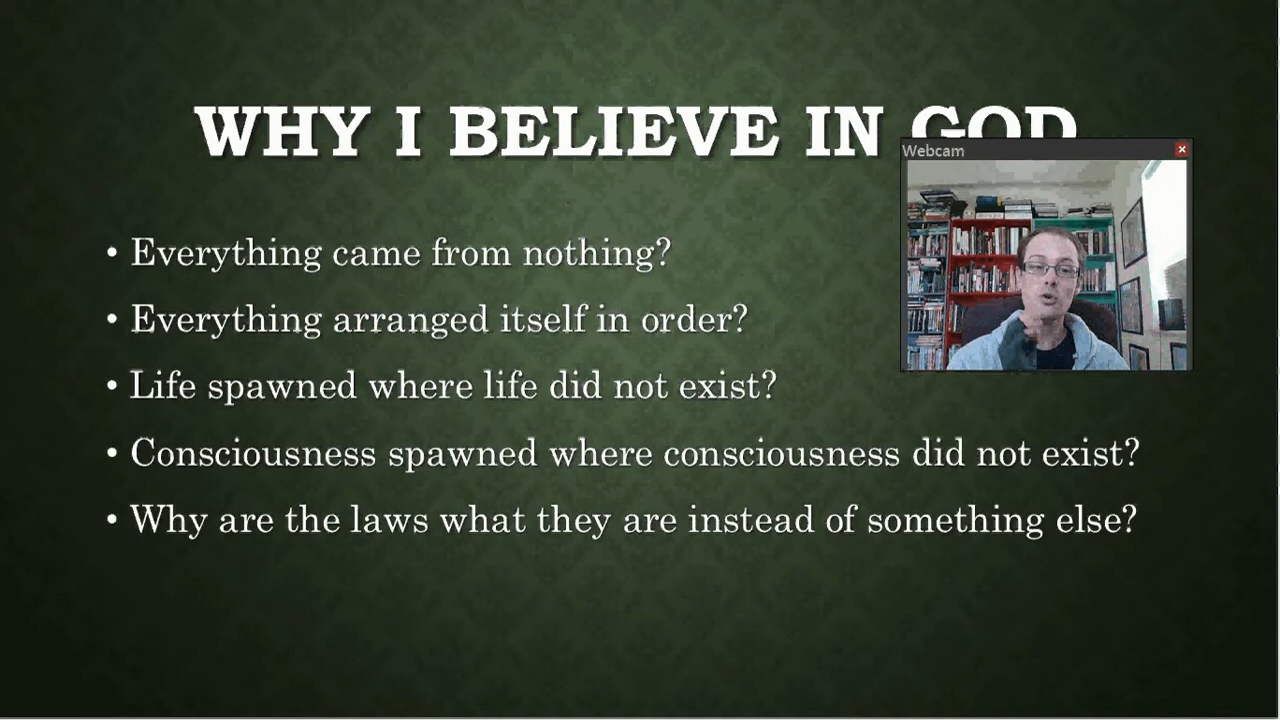 WHY I BELIEVE IN GOD
Webcam
• Everything came from nothing?
• Everything arranged itself in order?
• Life spawned where life did not exist?
• Consciousness spawned where consciousness did not exist?
• Why are the laws what they are instead of something else?